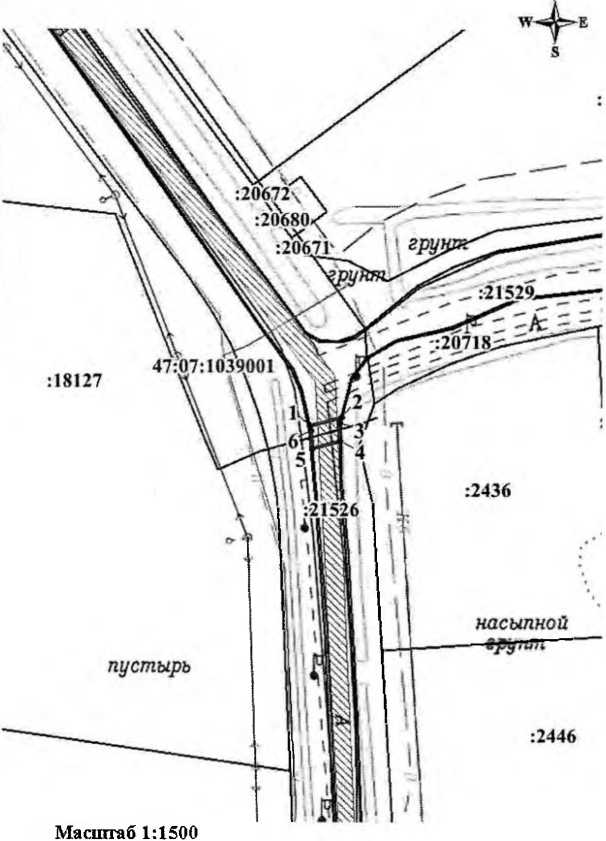 W E
S
:20672
:20680
:20671
грунт
грунт
:21529
А
:20718
47:07:1039001
:18127
1
2
3
6
5
4
:2436
:21526
насыпной
грунт
пустырь
А
:2446
Масштаб 1:1500